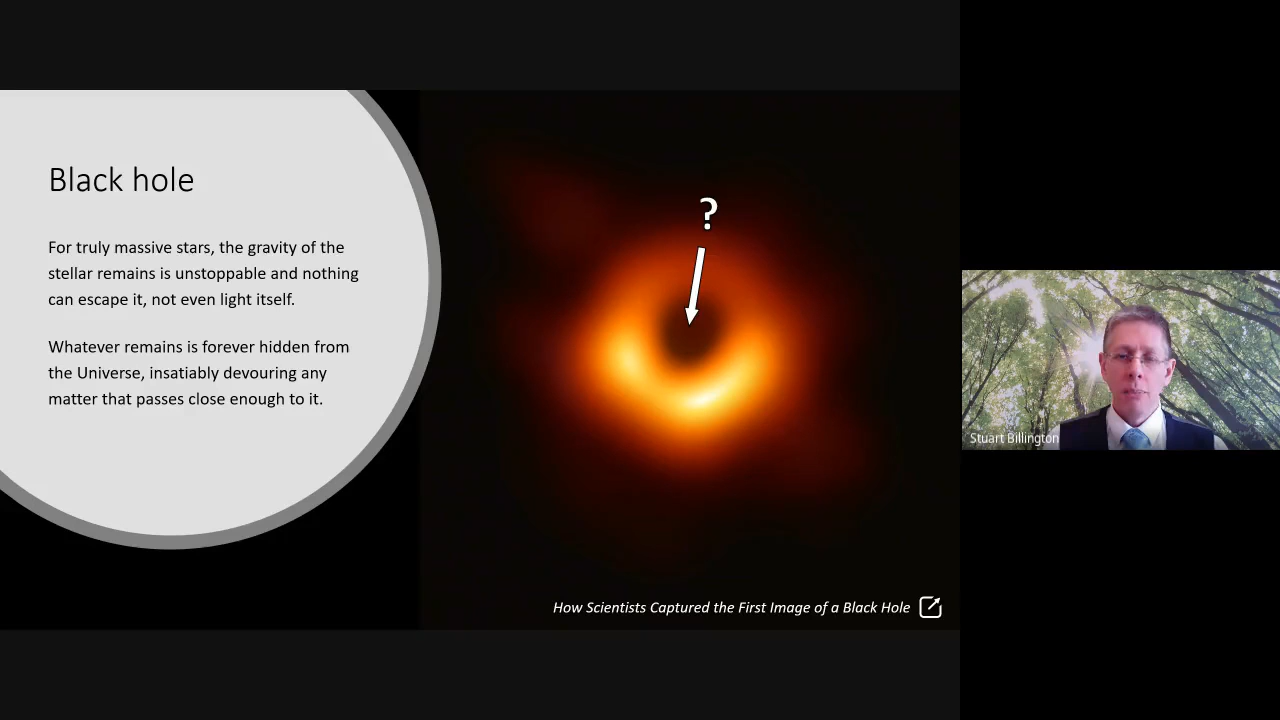 Black hole
For truly massive stars, the gravity of the
stellar remains is unstoppable and nothing
can escape it, not even light itself.
Whatever remains is forever hidden from
the Universe, insatiably devouring any
matter that passes close enough to it.
?
How Scientists Captured the First Image of a Black Hole
Stuart Billington